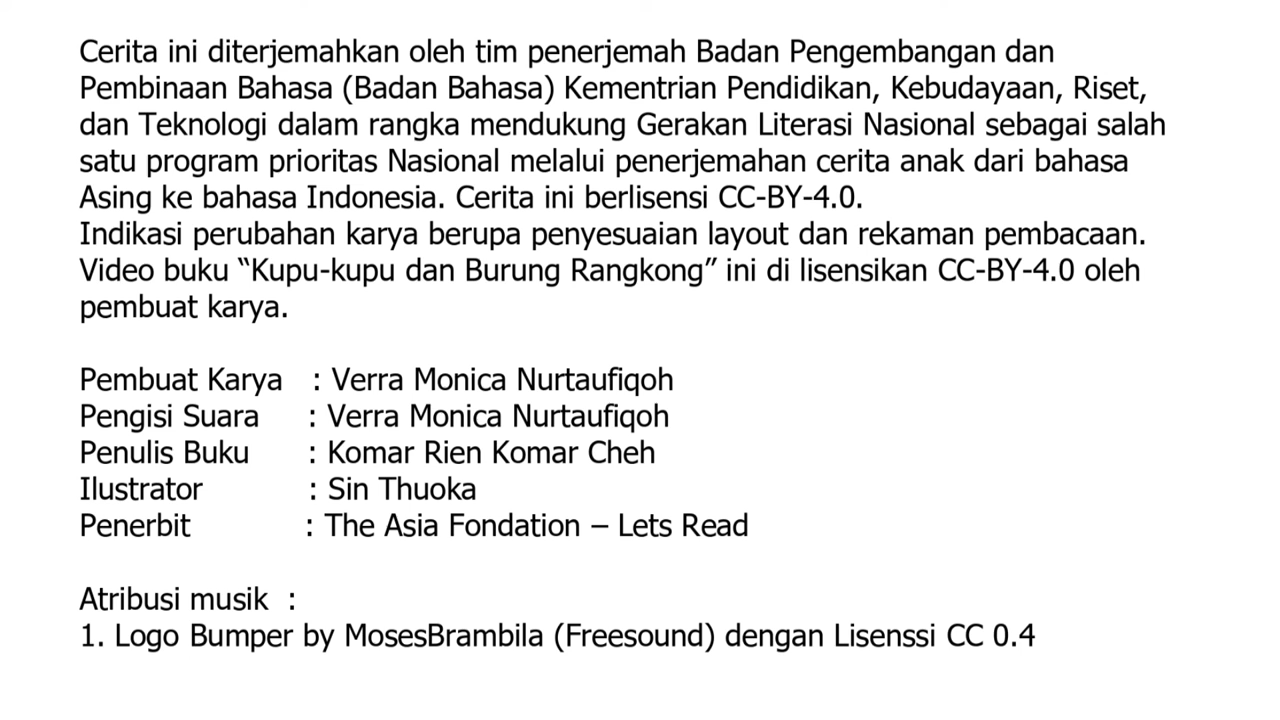 Cerita ini diterjemahkan oleh tim penerjemah Badan Pengembangan dan
Pembinaan Bahasa (Badan Bahasa) Kementrian Pendidikan, Kebudayaan, Riset,
dan Teknologi dalam rangka mendukung Gerakan Literasi Nasional sebagai salah
satu program prioritas Nasional melalui penerjemahan cerita anak dari bahasa
Asing ke bahasa Indonesia. Cerita ini berlisensi CC-BY-4.0.
Indikasi perubahan karya berupa penyesuaian layout dan rekaman pembacaan.
Video buku “Kupu-kupu dan Burung Rangkong” ini di lisensikan CC-BY-4.0 oleh
pembuat karya.
Pembuat Karya : Verra Monica Nurtaufiqoh
Pengisi Suara : Verra Monica Nurtaufiqoh
Penulis Buku : Komar Rien Komar Cheh
Ilustrator : Sin Thuoka
Penerbit : The Asia Fondation – Lets Read
Atribusi musik :
1. Logo Bumper by MosesBrambila (Freesound) dengan Lisenssi CC 0.4